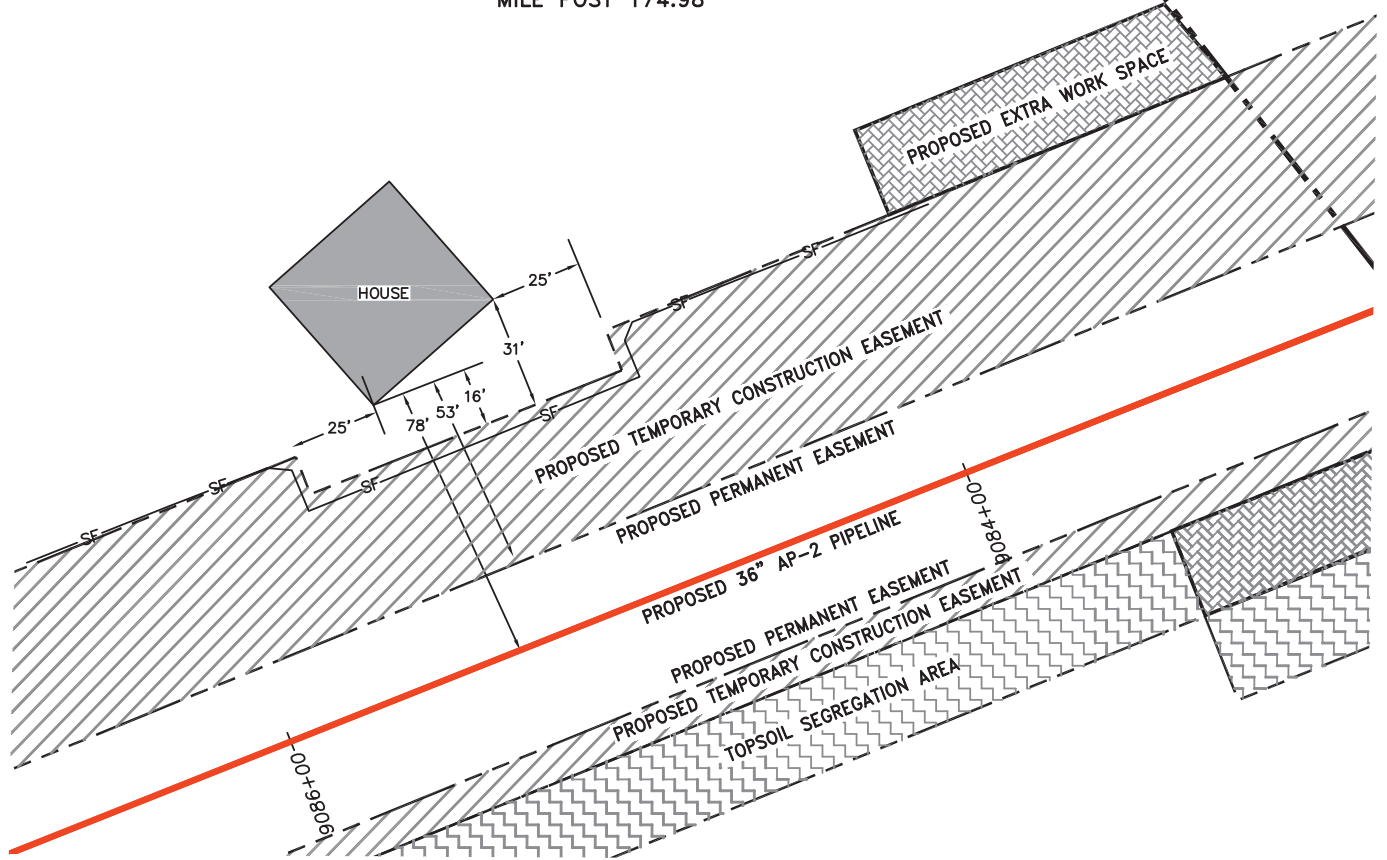 MILE POST 174.98
PROPOSED EXTRA WORK SPACE
SF
25'
HOUSE
SF
31'
16'
53'
78'
25'
SF
PROPOSED TEMPORARY CONSTRUCTION EASEMENT
SF
SF
SF
PROPOSED PERMANENT EASEMENT
9084+00
PROPOSED 36" AP-2 PIPELINE
PROPOSED PERMANENT EASEMENT
PROPOSED TEMPORARY CONSTRUCTION EASEMENT
TOPSOIL SEGREGATION AREA
9086+00